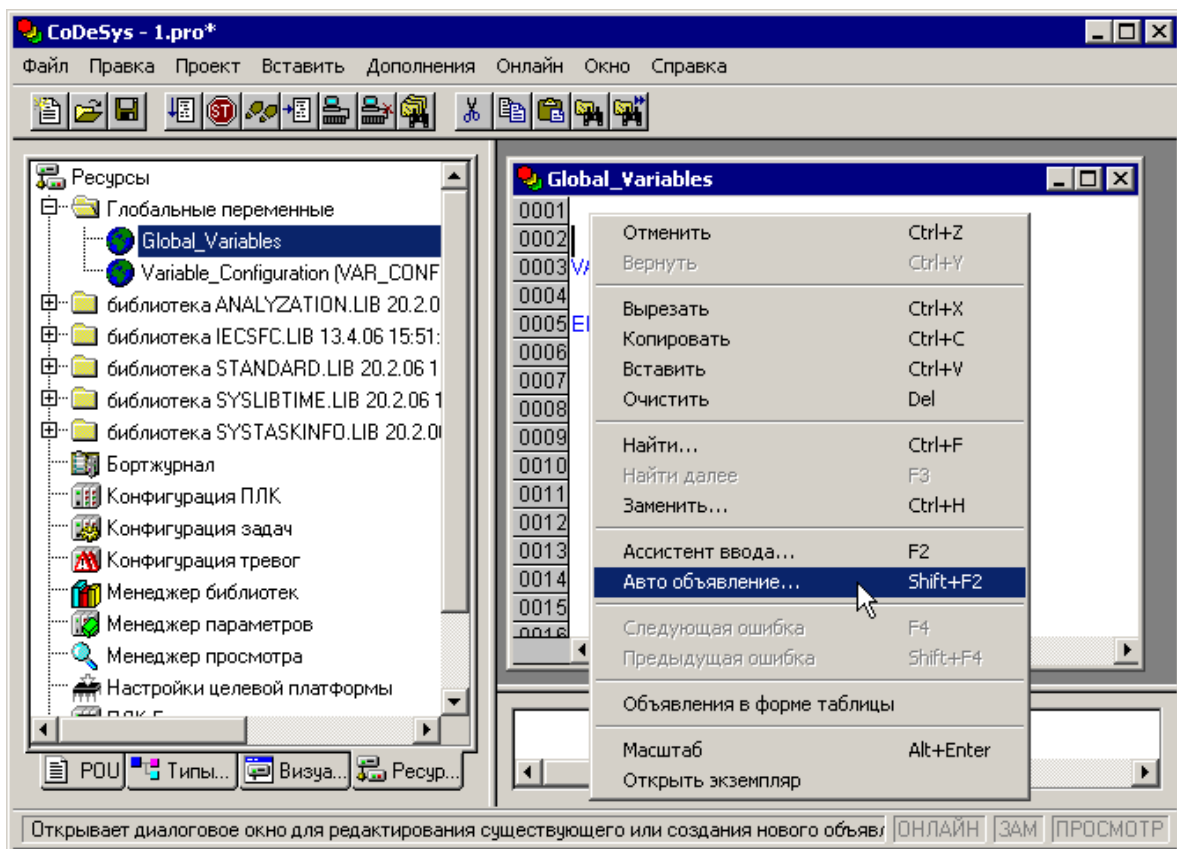 CoDeSys - 1.pro*
Файл Правка Проект Вставить Дополнения Онлайн Окно Справка
Ресурсы
Глобальные переменные
Global_Variables
Variable_Configuration (VAR_CONF
библиотека ANALYZATION.LIB 20.2.0
библиотека IECSFC.LIB 13.4.06 15:51:
библиотека STANDARD.LIB 20.2.06 1
библиотека SYSLIBTIME.LIB 20.2.06 1
библиотека SYSTASKINFO.LIB 20.2.0
Бортжурнал
Конфигурация ПЛК
Конфигурация задач
Конфигурация тревог
Менеджер библиотек
Менеджер параметров
Менеджер просмотра
Настройки целевой платформы
POU Типы... Визуа... Ресур...
Global_Variables
0001
0002
0003 VA
0004
0005 EI
0006
0007
0008
0009
0010
0011
0012
0013
0014
0015
0016
Отменить Ctrl+Z
Вернуть Ctrl+Y
Вырезать Ctrl+X
Копировать Ctrl+C
Вставить Ctrl+V
Очистить Del
Найти... Ctrl+F
Найти далее F3
Заменить... Ctrl+H
Ассистент ввода... F2
Авто объявление... Shift+F2
Следующая ошибка F4
Предыдущая ошибка Shift+F4
Объявления в форме таблицы
Масштаб Alt+Enter
Открыть экземпляр
Открывает диалоговое окно для редактирования существующего или создания нового объявл ОНЛАЙН ЗАМ ПРОСМОТР